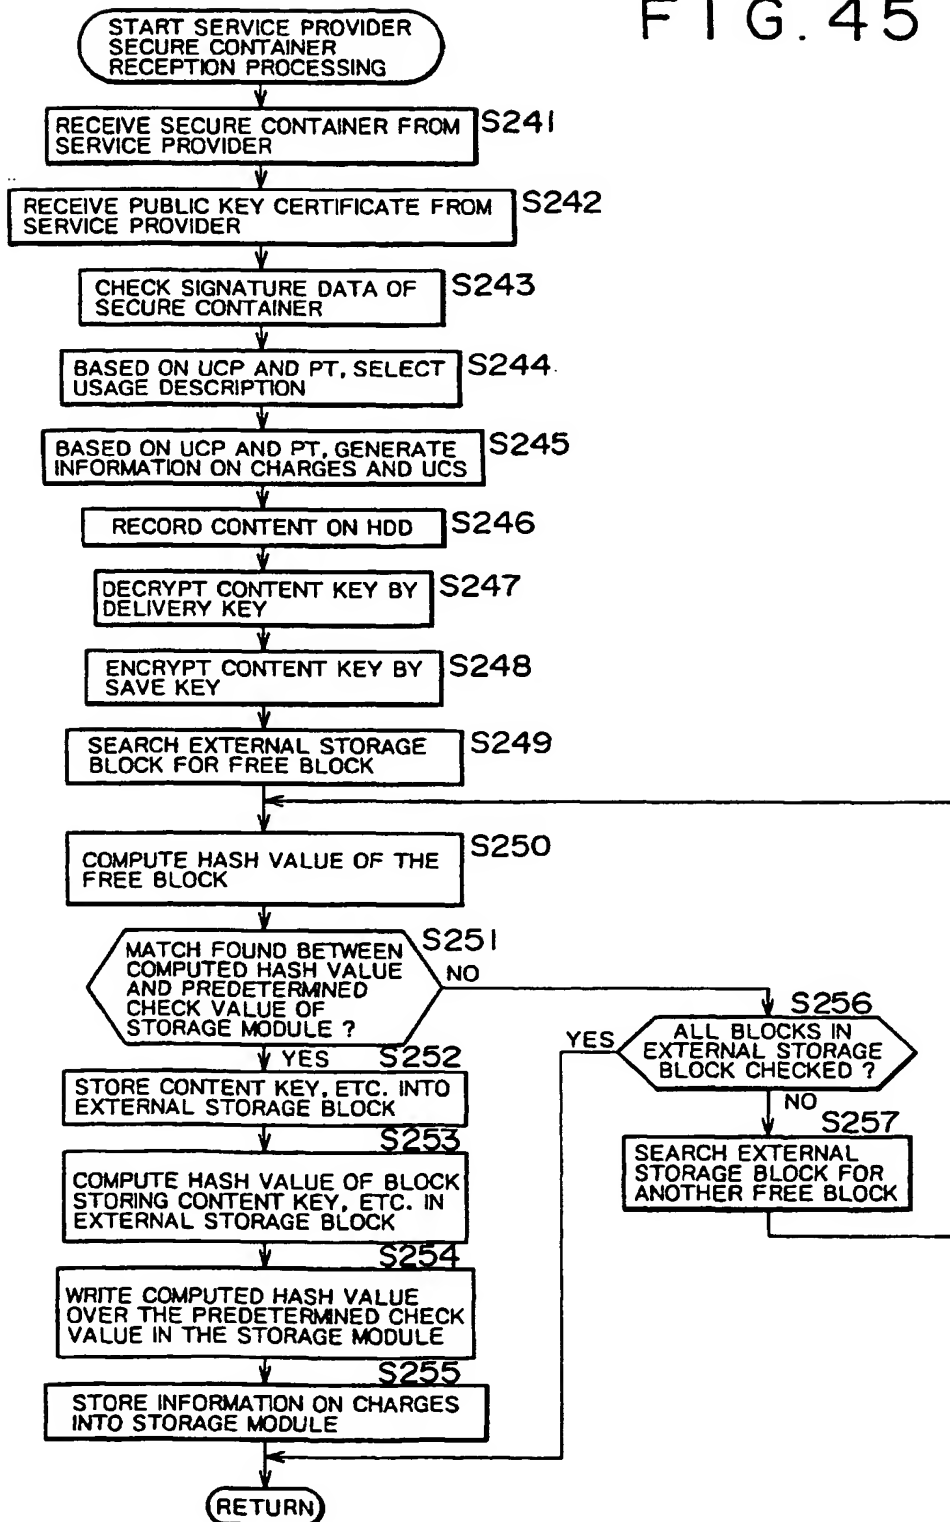 FIG. 45
START SERVICE PROVIDER
SECURE CONTAINER
RECEPTION PROCESSING
S241
RECEIVE SECURE CONTAINER FROM
SERVICE PROVIDER
S242
RECEIVE PUBLIC KEY CERTIFICATE FROM
SERVICE PROVIDER
S243
CHECK SIGNATURE DATA OF
SECURE CONTAINER
S244
BASED ON UCP AND PT, SELECT
USAGE DESCRIPTION
S245
BASED ON UCP AND PT, GENERATE
INFORMATION ON CHARGES AND UCS
S246
RECORD CONTENT ON HDD
S247
DECRYPT CONTENT KEY BY
DELIVERY KEY
S248
ENCRYPT CONTENT KEY BY
SAVE KEY
S249
SEARCH EXTERNAL STORAGE
BLOCK FOR FREE BLOCK
S250
COMPUTE HASH VALUE OF THE
FREE BLOCK
S251
MATCH FOUND BETWEEN
COMPUTED HASH VALUE
AND PREDETERMINED
CHECK VALUE OF
STORAGE MODULE ?
NO
YES
S252
STORE CONTENT KEY, ETC. INTO
EXTERNAL STORAGE BLOCK
S253
COMPUTE HASH VALUE OF BLOCK
STORING CONTENT KEY, ETC. IN
EXTERNAL STORAGE BLOCK
S254
WRITE COMPUTED HASH VALUE
OVER THE PREDETERMINED CHECK
VALUE IN THE STORAGE MODULE
S255
STORE INFORMATION ON CHARGES
INTO STORAGE MODULE
S256
ALL BLOCKS IN
EXTERNAL STORAGE
BLOCK CHECKED ?
YES
NO
S257
SEARCH EXTERNAL
STORAGE BLOCK FOR
ANOTHER FREE BLOCK
RETURN